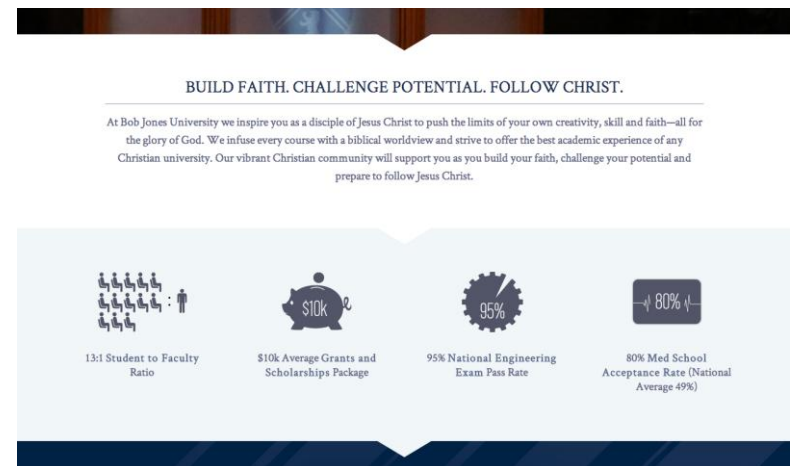 BUILD FAITH. CHALLENGE POTENTIAL. FOLLOW CHRIST.
At Bob Jones University we inspire you as a disciple of Jesus Christ to push the limits of your own creativity, skill and faith—all for
the glory of God. We infuse every course with a biblical worldview and strive to offer the best academic experience of any
Christian university. Our vibrant Christian community will support you as you build your faith, challenge your potential and
prepare to follow Jesus Christ.
:
$10k
95%
80%
13:1 Student to Faculty
Ratio
$10k Average Grants and
Scholarships Package
95% National Engineering
Exam Pass Rate
80% Med School
Acceptance Rate (National
Average 49%)